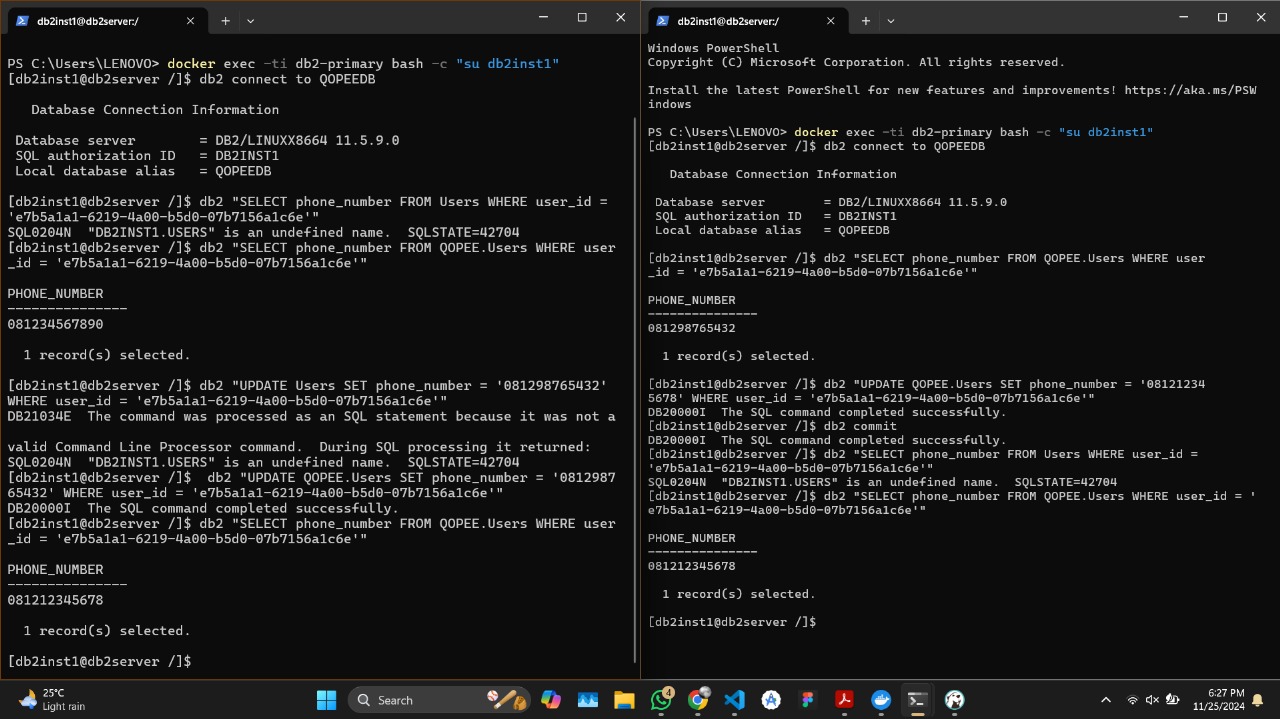 db2inst1@db2server:/
PS C:\Users\LENOVO> docker exec -ti db2-primary bash -c "su db2inst1"
[db2inst1@db2server /]$ db2 connect to QOPEEDB
Database Connection Information
Database server = DB2/LINUXX8664 11.5.9.0
SQL authorization ID = DB2INST1
Local database alias = QOPEEDB
[db2inst1@db2server /]$ db2 "SELECT phone_number FROM Users WHERE user_id =
'e7b5a1a1-6219-4a00-b5d0-07b7156a1c6e'"
SQL0204N "DB2INST1.USERS" is an undefined name. SQLSTATE=42704
[db2inst1@db2server /]$ db2 "SELECT phone_number FROM QOPEE.Users WHERE user
_id = 'e7b5a1a1-6219-4a00-b5d0-07b7156a1c6e'"
PHONE_NUMBER
---------------
081234567890
1 record(s) selected.
[db2inst1@db2server /]$ db2 "UPDATE Users SET phone_number = '081298765432'
WHERE user_id = 'e7b5a1a1-6219-4a00-b5d0-07b7156a1c6e'"
DB21034E The command was processed as an SQL statement because it was not a
valid Command Line Processor command. During SQL processing it returned:
SQL0204N "DB2INST1.USERS" is an undefined name. SQLSTATE=42704
[db2inst1@db2server /]$ db2 "UPDATE QOPEE.Users SET phone_number = '0812987
65432' WHERE user_id = 'e7b5a1a1-6219-4a00-b5d0-07b7156a1c6e'"
DB20000I The SQL command completed successfully.
[db2inst1@db2server /]$ db2 "SELECT phone_number FROM QOPEE.Users WHERE user
_id = 'e7b5a1a1-6219-4a00-b5d0-07b7156a1c6e'"
PHONE_NUMBER
---------------
081212345678
1 record(s) selected.
[db2inst1@db2server /]$
db2inst1@db2server:/
Windows PowerShell
Copyright (C) Microsoft Corporation. All rights reserved.
Install the latest PowerShell for new features and improvements! https://aka.ms/PSW
indows
PS C:\Users\LENOVO> docker exec -ti db2-primary bash -c "su db2inst1"
[db2inst1@db2server /]$ db2 connect to QOPEEDB
Database Connection Information
Database server = DB2/LINUXX8664 11.5.9.0
SQL authorization ID = DB2INST1
Local database alias = QOPEEDB
[db2inst1@db2server /]$ db2 "SELECT phone_number FROM QOPEE.Users WHERE user
_id = 'e7b5a1a1-6219-4a00-b5d0-07b7156a1c6e'"
PHONE_NUMBER
---------------
081298765432
1 record(s) selected.
[db2inst1@db2server /]$ db2 "UPDATE QOPEE.Users SET phone_number = '08121234
5678' WHERE user_id = 'e7b5a1a1-6219-4a00-b5d0-07b7156a1c6e'"
DB20000I The SQL command completed successfully.
[db2inst1@db2server /]$ db2 commit
DB20000I The SQL command completed successfully.
[db2inst1@db2server /]$ db2 "SELECT phone_number FROM Users WHERE user_id =
'e7b5a1a1-6219-4a00-b5d0-07b7156a1c6e'"
SQL0204N "DB2INST1.USERS" is an undefined name. SQLSTATE=42704
[db2inst1@db2server /]$ db2 "SELECT phone_number FROM QOPEE.Users WHERE user_id = '
e7b5a1a1-6219-4a00-b5d0-07b7156a1c6e'"
PHONE_NUMBER
---------------
081212345678
1 record(s) selected.
[db2inst1@db2server /]$
25°C
Light rain
Search
4
6:27 PM
11/25/2024